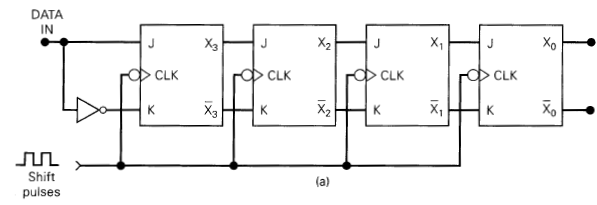 DATA
IN
J X₃ J X₂ J X₁ J X₀
CLK CLK CLK CLK
K X̅₃ K X̅₂ K X̅₁ K X̅₀
Shift
pulses
(a)